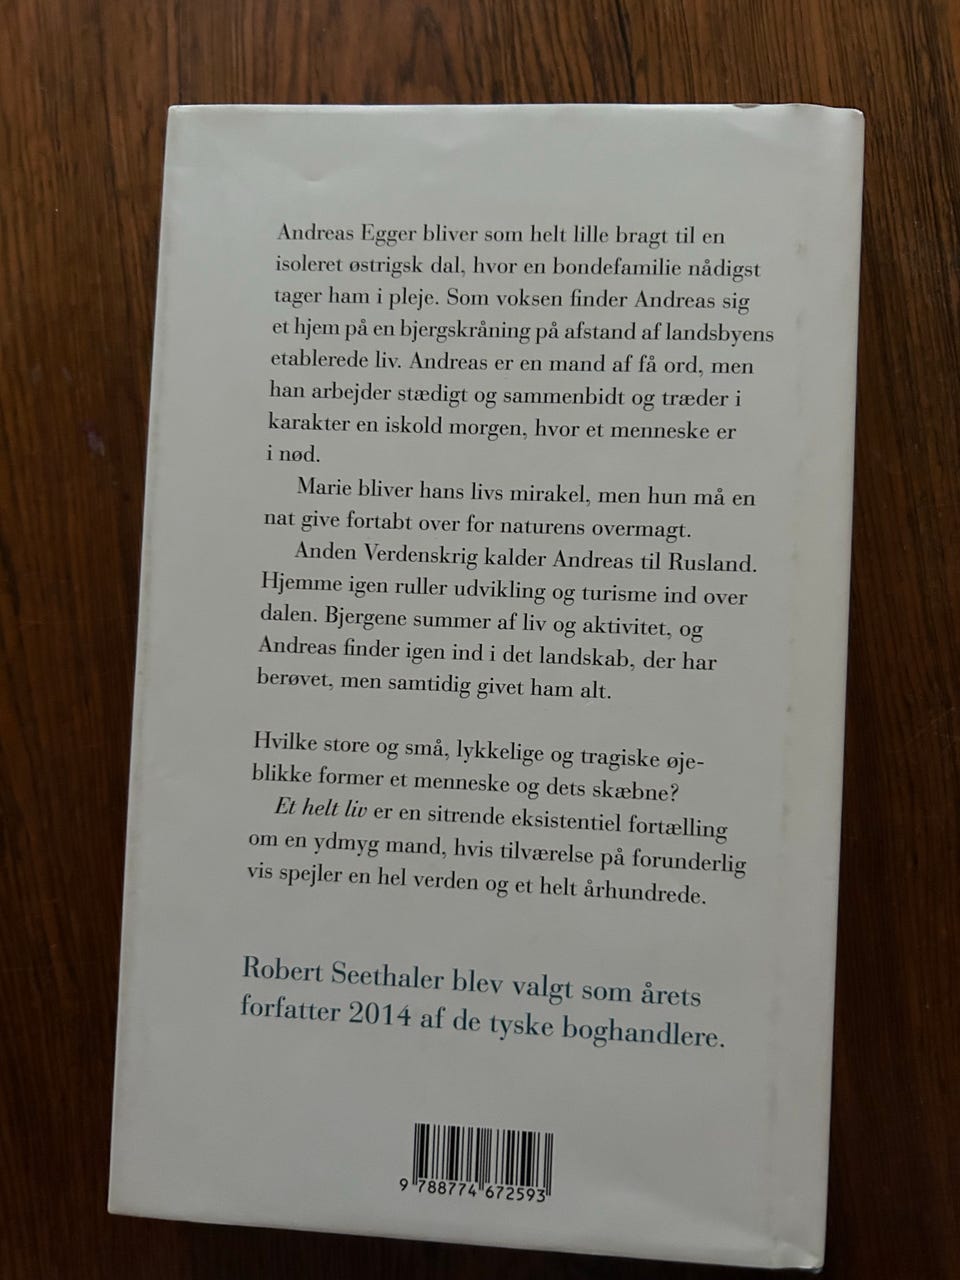 Andreas Egger bliver som helt lille bragt til en
isoleret østrigsk dal, hvor en bondefamilie nådigst
tager ham i pleje. Som voksen finder Andreas sig
et hjem på en bjergskråning på afstand af landsbyens
etablerede liv. Andreas er en mand af få ord, men
han arbejder stædigt og sammenbidt og træder i
karakter en iskold morgen, hvor et menneske er
i nød.
Marie bliver hans livs mirakel, men hun må en
nat give fortabt over for naturens overmagt.
Anden Verdenskrig kalder Andreas til Rusland.
Hjemme igen ruller udvikling og turisme ind over
dalen. Bjergene summer af liv og aktivitet, og
Andreas finder igen ind i det landskab, der har
berøvet, men samtidig givet ham alt.
Hvilke store og små, lykkelige og tragiske øje-
blikke former et menneske og dets skæbne?
Et helt liv er en sitrende eksistentiel fortælling
om en ydmyg mand, hvis tilværelse på forunderlig
vis spejler en hel verden og et helt århundrede.
Robert Seethaler blev valgt som årets
forfatter 2014 af de tyske boghandlere.
9 788774 672593